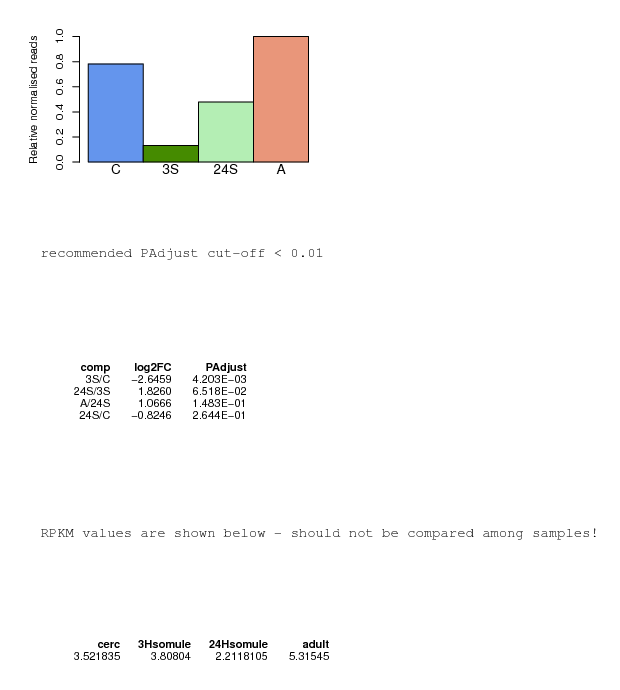 Relative normalised reads
1.0
0.8
0.6
0.4
0.2
0.0
C 3S 24S A
recommended PAdjust cut-off < 0.01
comp log2FC PAdjust
3S/C −2.6459 4.203E−03
24S/3S 1.8260 6.518E−02
A/24S 1.0666 1.483E−01
24S/C −0.8246 2.644E−01
RPKM values are shown below - should not be compared among samples!
cerc 3Hsomule 24Hsomule adult
3.521835 3.80804 2.2118105 5.31545